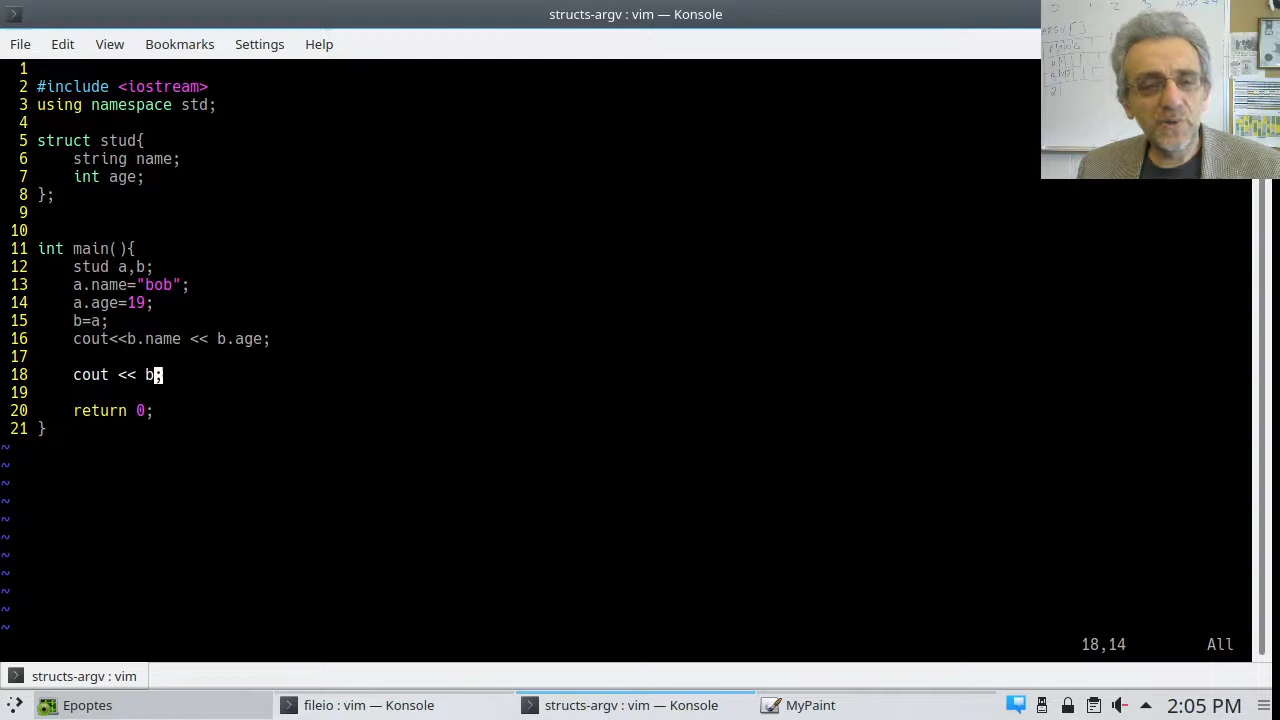 structs-argv : vim — Konsole
File Edit View Bookmarks Settings Help
1
2 #include <iostream>
3 using namespace std;
4
5 struct stud{
6 string name;
7 int age;
8 };
9
10
11 int main(){
12 stud a,b;
13 a.name="bob";
14 a.age=19;
15 b=a;
16 cout<<b.name << b.age;
17
18 cout << b;
19
20 return 0;
21 }
~
~
~
~
~
~
~
~
~
~
~
18,14 All
structs-argv : vim
Epoptes
fileio : vim — Konsole
structs-argv : vim — Konsole
MyPaint
2:05 PM
ARGV[]